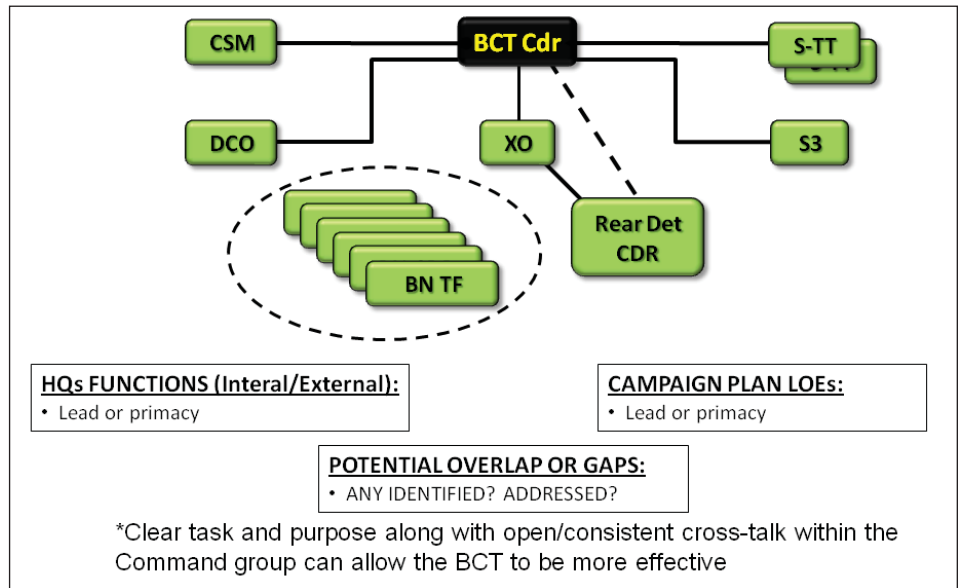 CSM
BCT Cdr
S-TT
DCO
XO
S3
Rear Det
CDR
BN TF
HQs FUNCTIONS (Interal/External):
• Lead or primacy
CAMPAIGN PLAN LOEs:
• Lead or primacy
POTENTIAL OVERLAP OR GAPS:
• ANY IDENTIFIED? ADDRESSED?
*Clear task and purpose along with open/consistent cross-talk within the
Command group can allow the BCT to be more effective